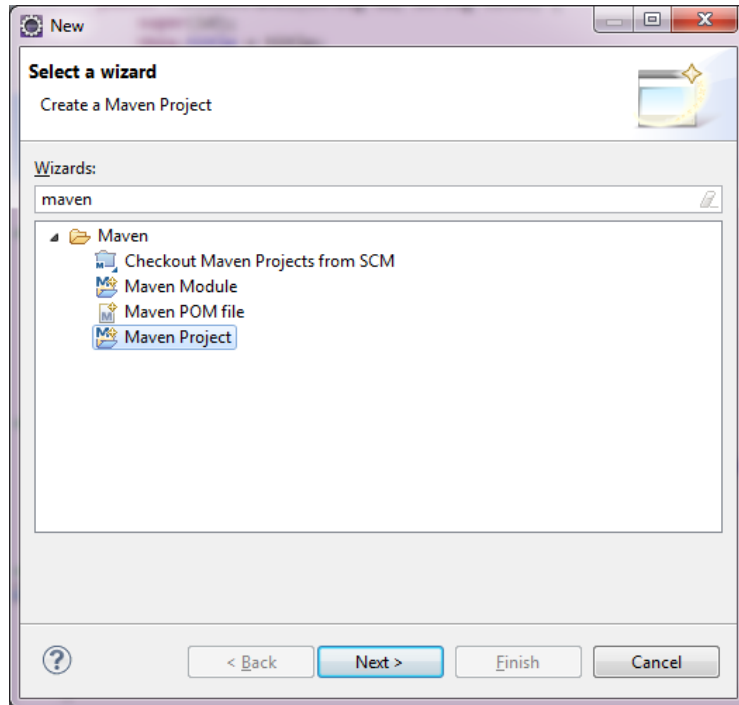 New
Select a wizard
Create a Maven Project
Wizards:
maven
Maven
Checkout Maven Projects from SCM
Maven Module
Maven POM file
Maven Project
< Back Next > Finish Cancel